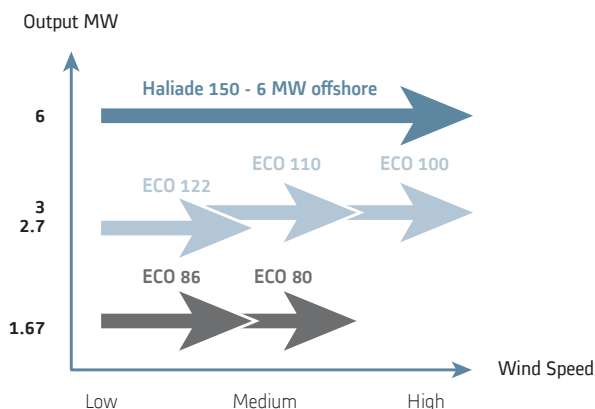 Output MW
Haliade 150 - 6 MW offshore
6
ECO 110
ECO 100
ECO 122
3
2.7
ECO 86
ECO 80
1.67
Wind Speed
Low
Medium
High